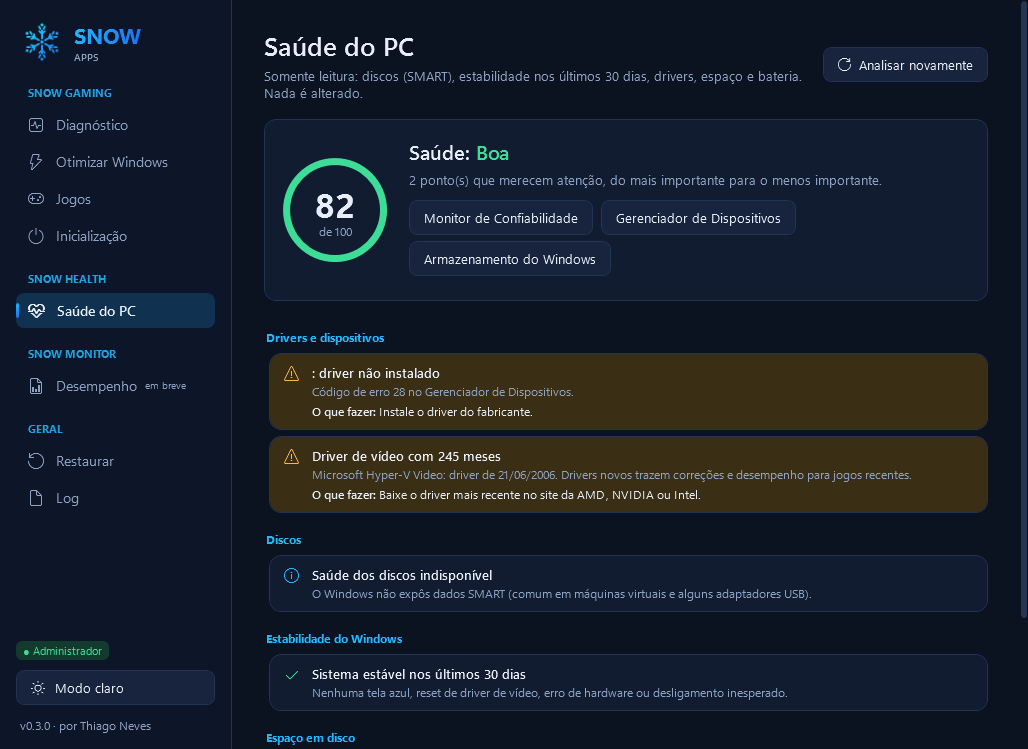 SNOW
APPS
SNOW GAMING
Diagnóstico
Otimizar Windows
Jogos
Inicialização
SNOW HEALTH
Saúde do PC
SNOW MONITOR
Desempenho em breve
GERAL
Restaurar
Log
Administrador
Modo claro
v0.3.0 · por Thiago Neves
Saúde do PC
Somente leitura: discos (SMART), estabilidade nos últimos 30 dias, drivers, espaço e bateria.
Nada é alterado.
Analisar novamente
82
de 100
Saúde: Boa
2 ponto(s) que merecem atenção, do mais importante para o menos importante.
Monitor de Confiabilidade
Gerenciador de Dispositivos
Armazenamento do Windows
Drivers e dispositivos
: driver não instalado
Código de erro 28 no Gerenciador de Dispositivos.
O que fazer: Instale o driver do fabricante.
Driver de vídeo com 245 meses
Microsoft Hyper-V Video: driver de 21/06/2006. Drivers novos trazem correções e desempenho para jogos recentes.
O que fazer: Baixe o driver mais recente no site da AMD, NVIDIA ou Intel.
Discos
Saúde dos discos indisponível
O Windows não expôs dados SMART (comum em máquinas virtuais e alguns adaptadores USB).
Estabilidade do Windows
Sistema estável nos últimos 30 dias
Nenhuma tela azul, reset de driver de vídeo, erro de hardware ou desligamento inesperado.
Espaço em disco